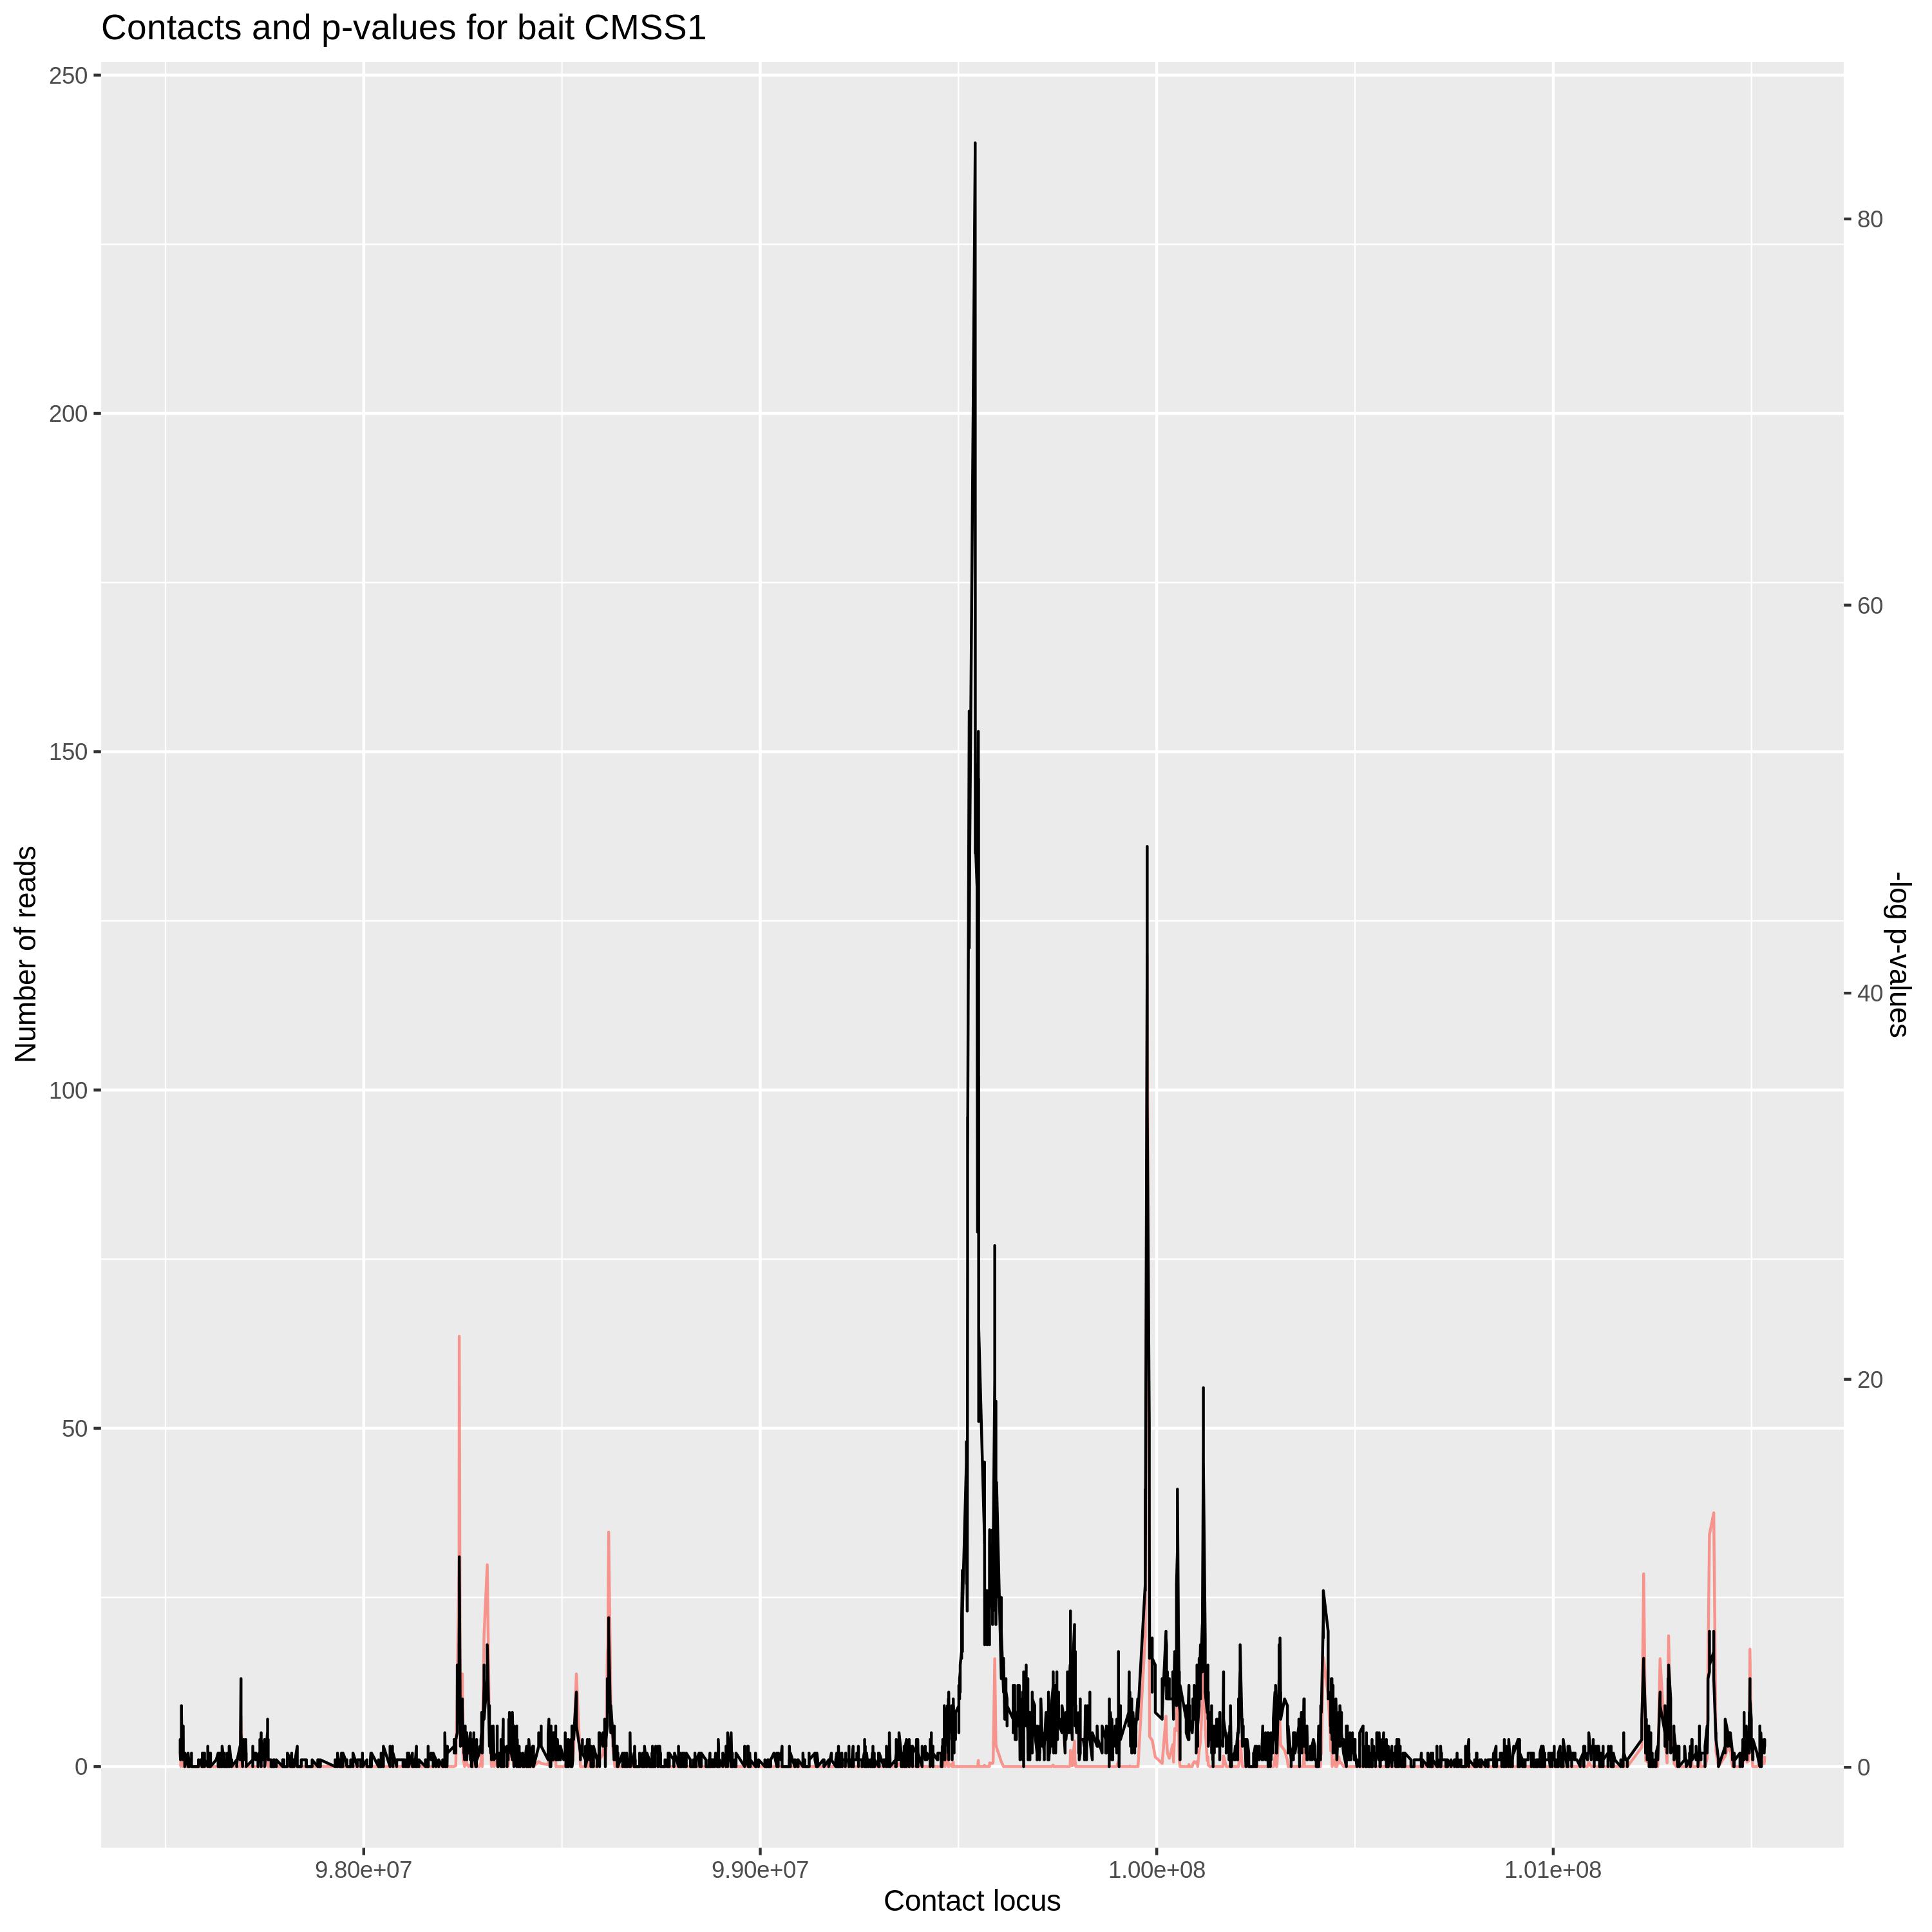 Contacts and p-values for bait CMSS1
250
200
150
100
50
0
Number of reads
80
60
40
20
0
-log p-values
9.80e+07
9.90e+07
1.00e+08
1.01e+08
Contact locus